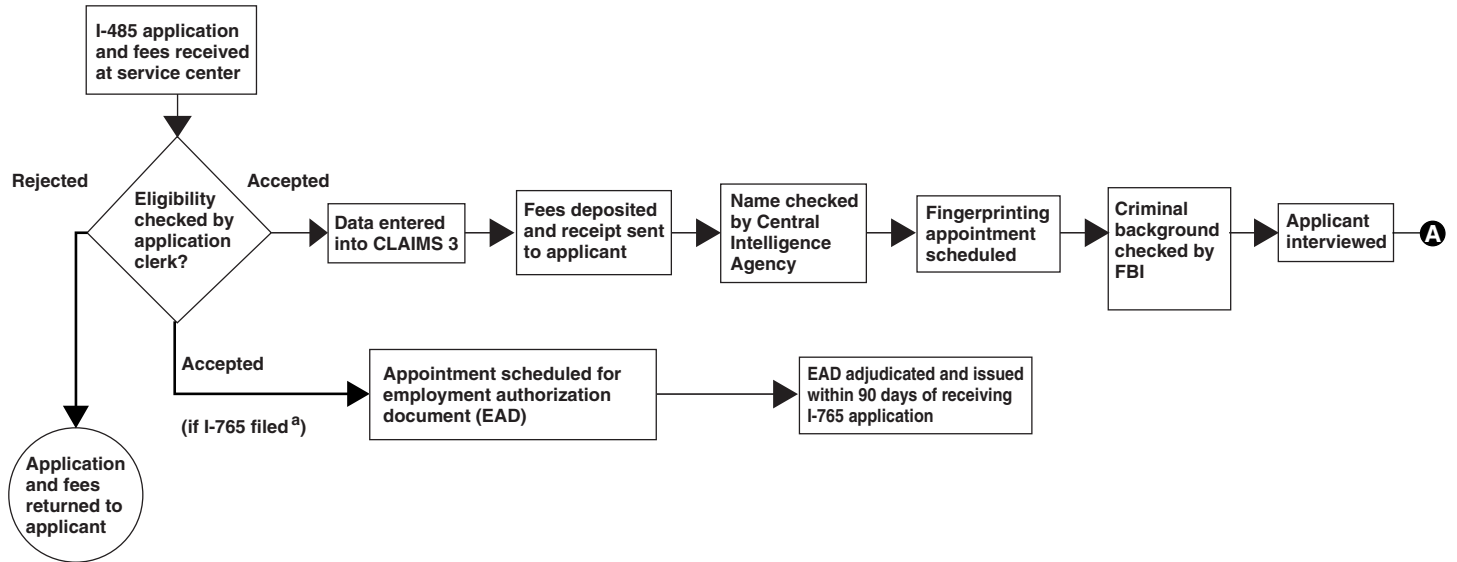 I-485 application
and fees received
at service center
Rejected
Accepted
Eligibility
checked by
application
clerk?
Data entered
into CLAIMS 3
Fees deposited
and receipt sent
to applicant
Name checked
by Central
Intelligence
Agency
Fingerprinting
appointment
scheduled
Criminal
background
checked by
FBI
Applicant
interviewed
A
Accepted
(if I-765 filed a)
Appointment scheduled for
employment authorization
document (EAD)
EAD adjudicated and issued
within 90 days of receiving
I-765 application
Application
and fees
returned to
applicant